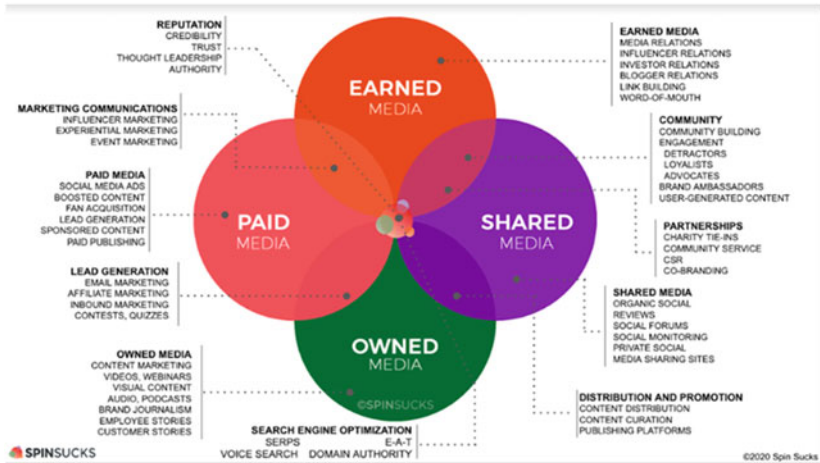 REPUTATION
CREDIBILITY
TRUST
THOUGHT LEADERSHIP
AUTHORITY
MARKETING COMMUNICATIONS
INFLUENCER MARKETING
EXPERIENTIAL MARKETING
EVENT MARKETING
PAID MEDIA
SOCIAL MEDIA ADS
BOOSTED CONTENT
FAN ACQUISITION
LEAD GENERATION
SPONSORED CONTENT
PAID PUBLISHING
LEAD GENERATION
EMAIL MARKETING
AFFILIATE MARKETING
INBOUND MARKETING
CONTESTS, QUIZZES
OWNED MEDIA
CONTENT MARKETING
VIDEOS, WEBINARS
VISUAL CONTENT
AUDIO, PODCASTS
BRAND JOURNALISM
EMPLOYEE STORIES
CUSTOMER STORIES
EARNED
MEDIA
PAID
MEDIA
SHARED
MEDIA
OWNED
MEDIA
©SPINSUCKS
SEARCH ENGINE OPTIMIZATION
SERPS E-A-T
VOICE SEARCH DOMAIN AUTHORITY
EARNED MEDIA
MEDIA RELATIONS
INFLUENCER RELATIONS
INVESTOR RELATIONS
BLOGGER RELATIONS
LINK BUILDING
WORD-OF-MOUTH
COMMUNITY
COMMUNITY BUILDING
ENGAGEMENT
DETRACTORS
LOYALISTS
ADVOCATES
BRAND AMBASSADORS
USER-GENERATED CONTENT
PARTNERSHIPS
CHARITY TIE-INS
COMMUNITY SERVICE
CSR
CO-BRANDING
SHARED MEDIA
ORGANIC SOCIAL
REVIEWS
SOCIAL FORUMS
SOCIAL MONITORING
PRIVATE SOCIAL
MEDIA SHARING SITES
DISTRIBUTION AND PROMOTION
CONTENT DISTRIBUTION
CONTENT CURATION
PUBLISHING PLATFORMS
SPINSUCKS
©2020 Spin Sucks